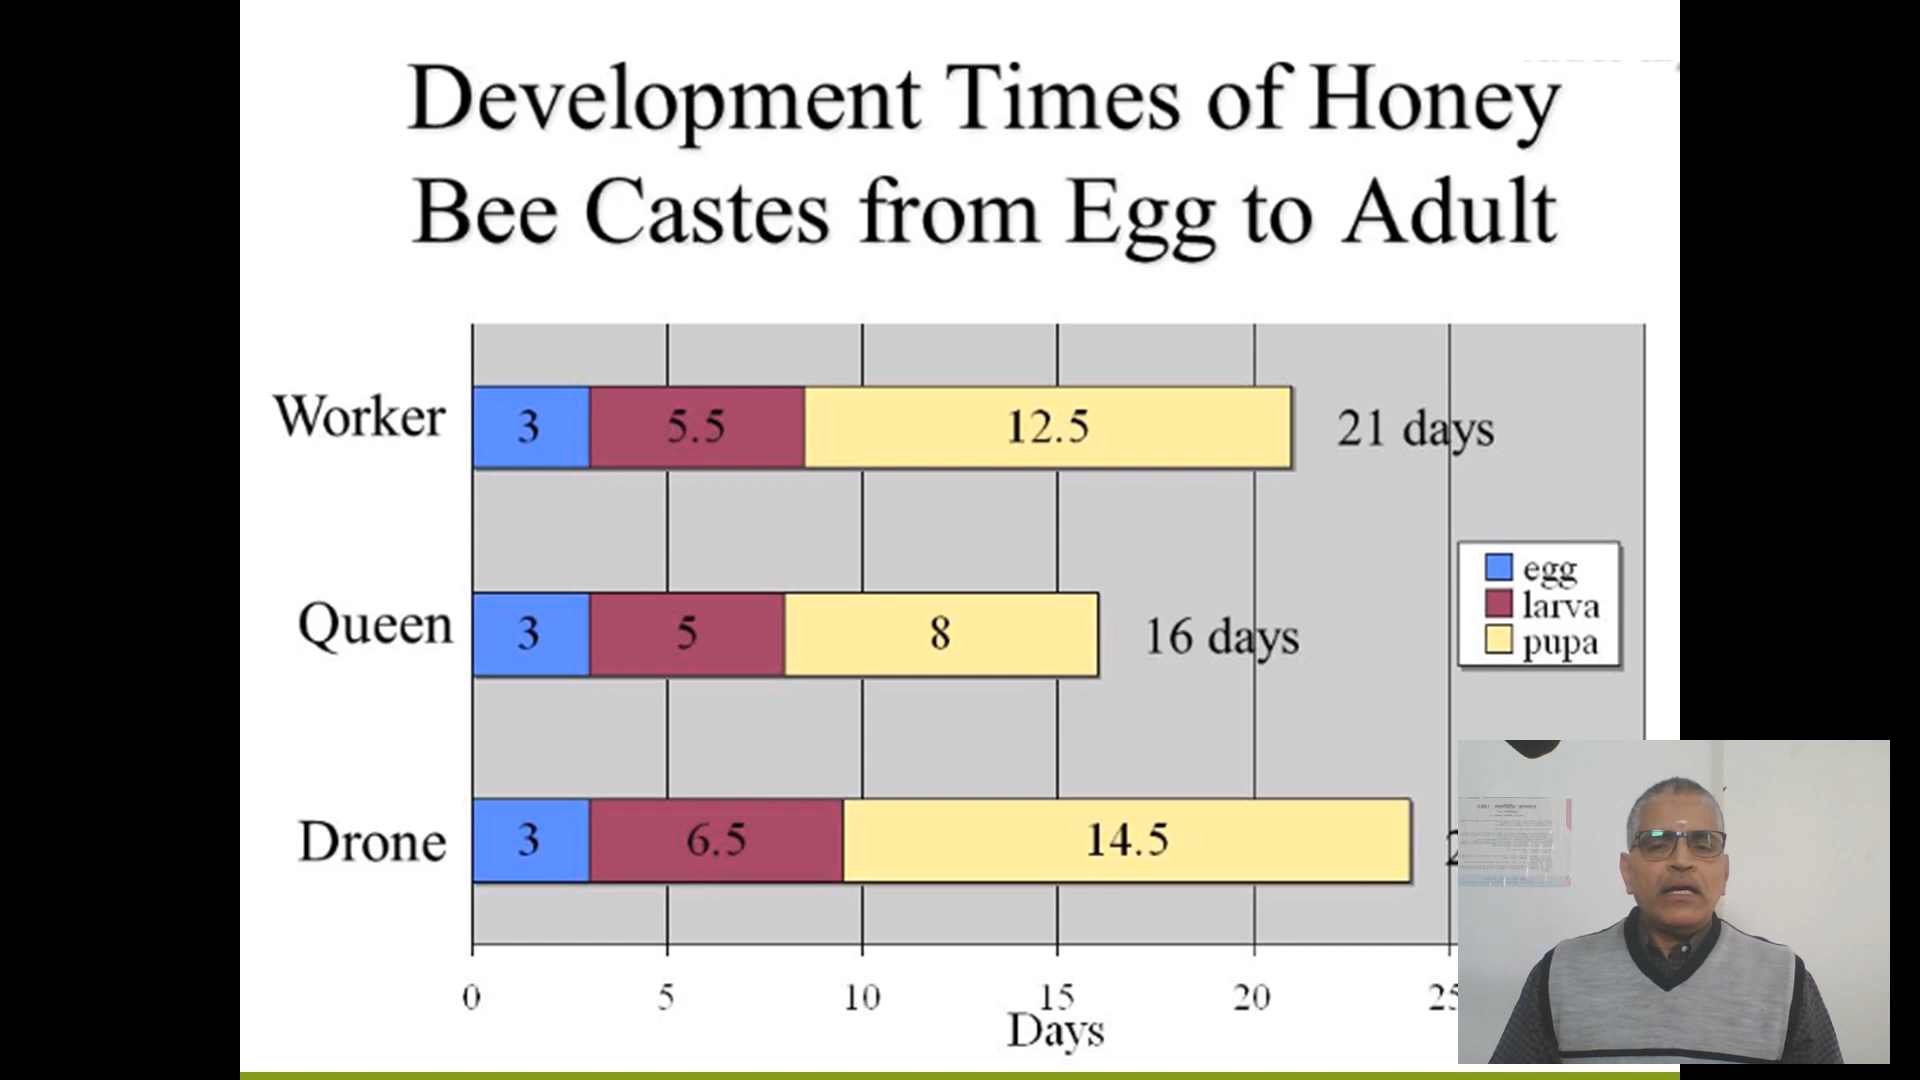 Development Times of Honey
Bee Castes from Egg to Adult
Worker
3
5.5
12.5
21 days
Queen
3
5
8
16 days
egg
larva
pupa
Drone
3
6.5
14.5
0
5
10
15
20
Days